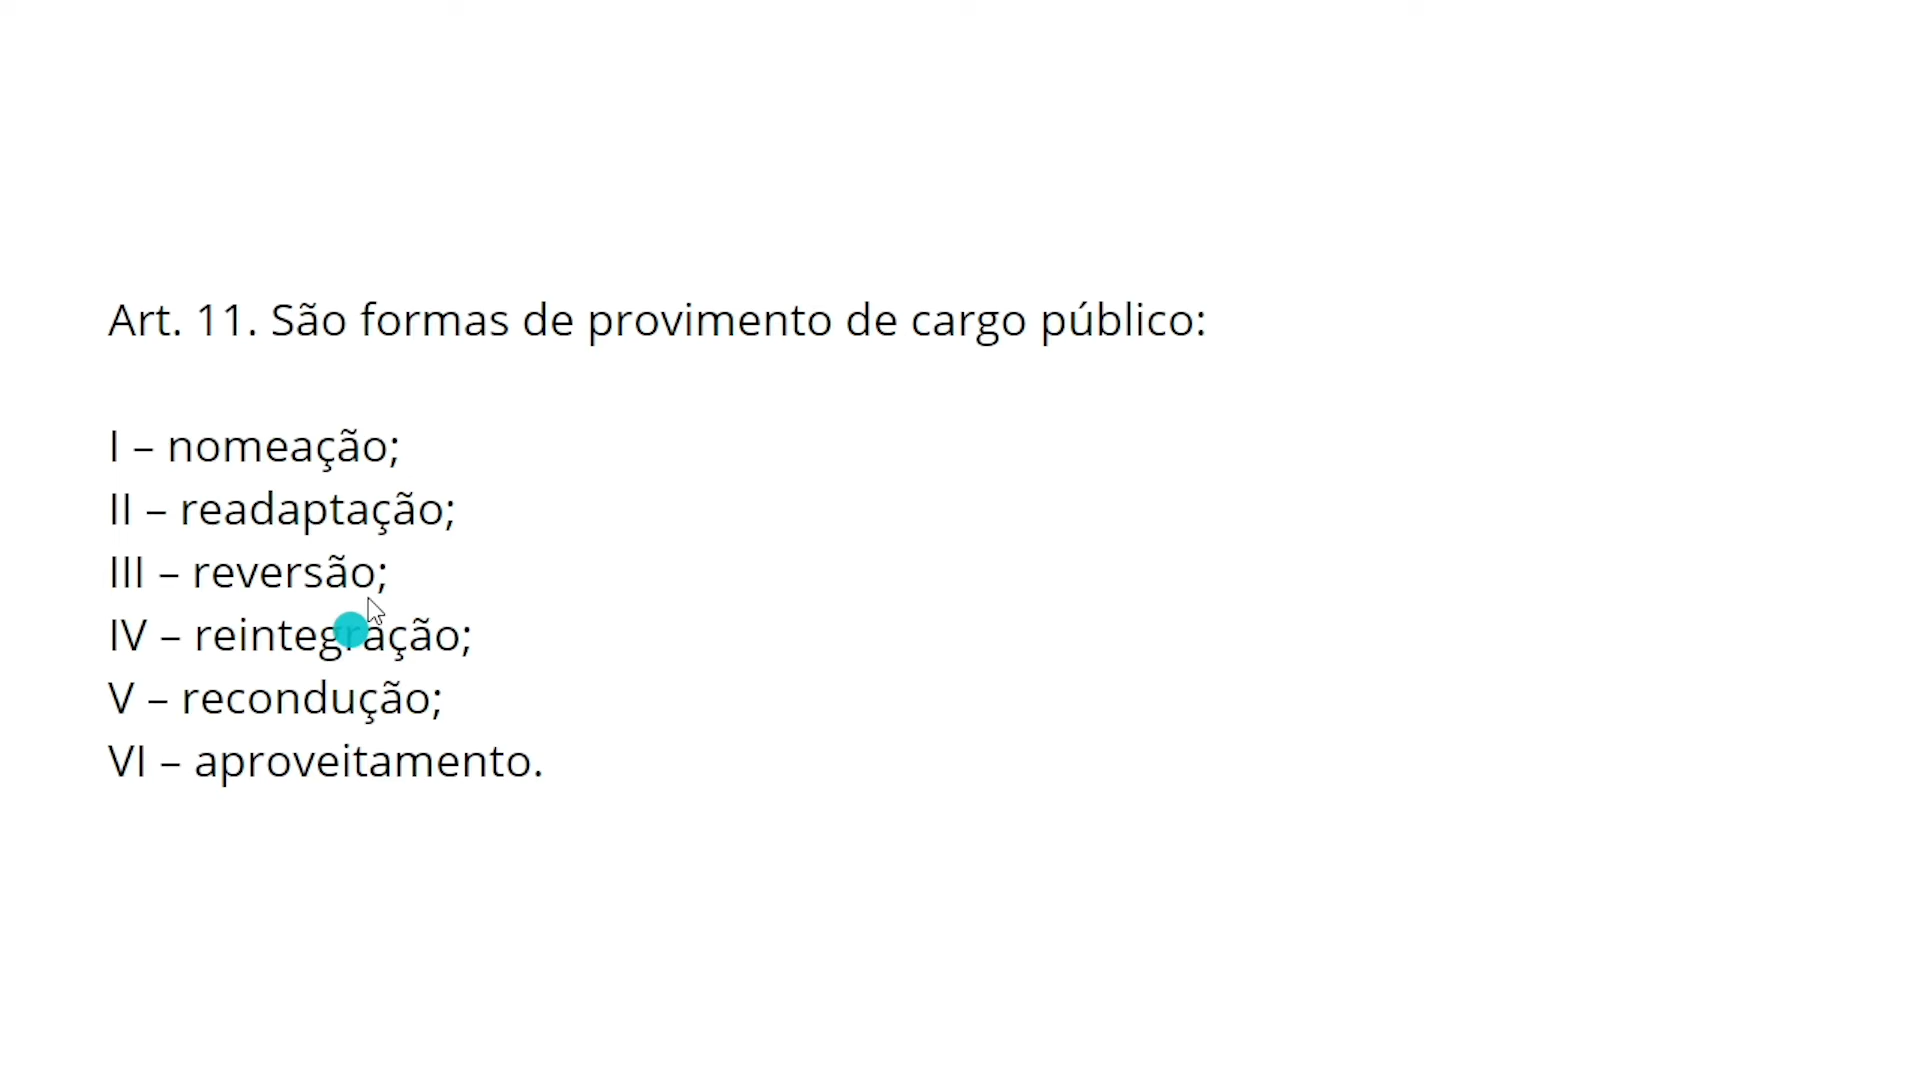 Art. 11. São formas de provimento de cargo público:
I – nomeação;
II – readaptação;
III – reversão;
IV – reintegração;
V – recondução;
VI – aproveitamento.